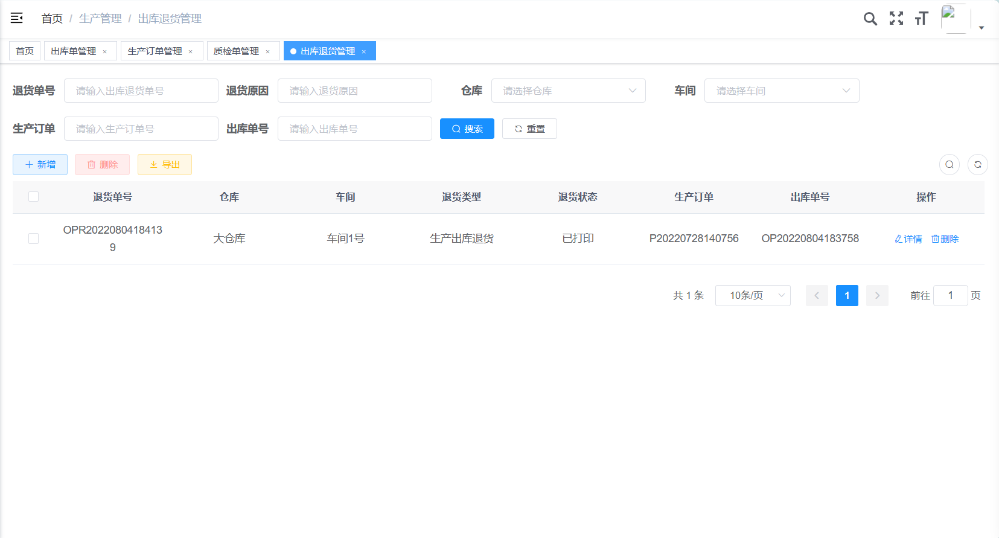 首页 / 生产管理 / 出库退货管理
首页 出库单管理 × 生产订单管理 × 质检单管理 × 出库退货管理 ×
退货单号 请输入出库退货单号 退货原因 请输入退货原因 仓库 请选择仓库 车间 请选择车间
生产订单 请输入生产订单号 出库单号 请输入出库单号 搜索 重置
新增 删除 导出
退货单号 仓库 车间 退货类型 退货状态 生产订单 出库单号 操作
OPR2022080418413
9 大仓库 车间1号 生产出库退货 已打印 P20220728140756 OP20220804183758 详情 删除
共 1 条 10条/页 1 前往 1 页